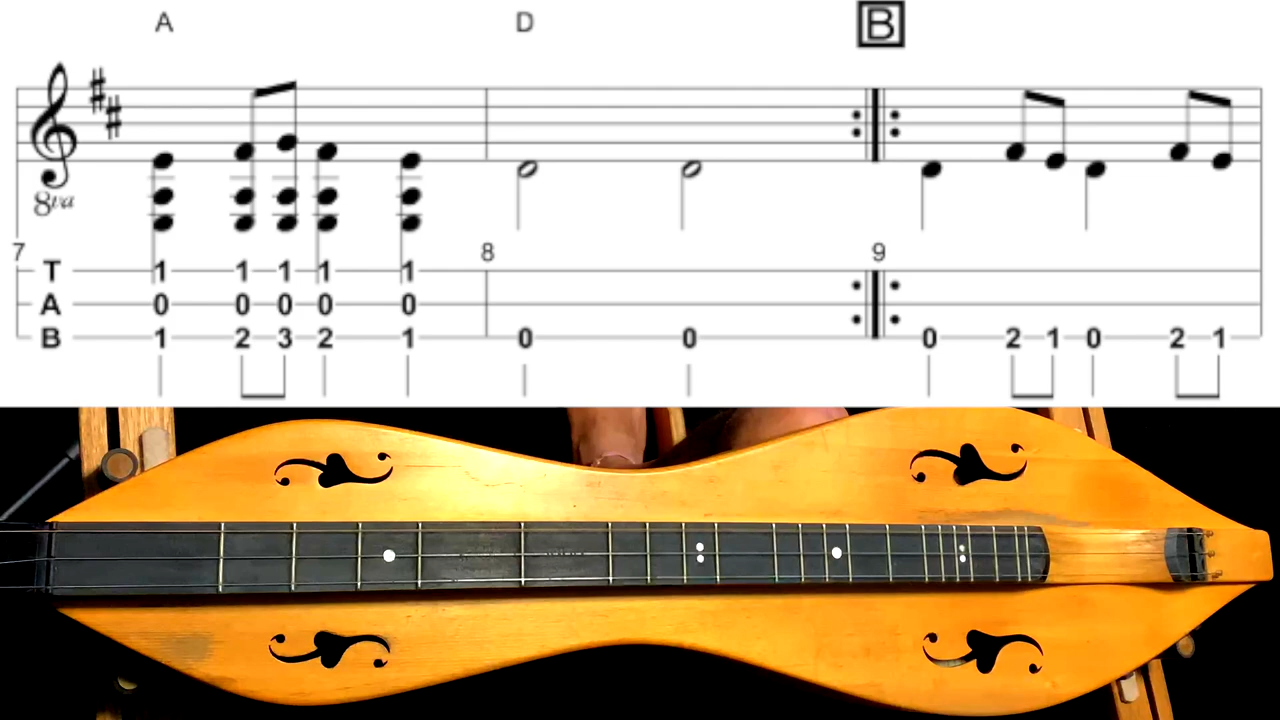 A D B
8va
7 8 9
T 1 1 1 1 1
A 0 0 0 0 0
B 1 2 3 2 1 0 0 0 2 1 0 2 1